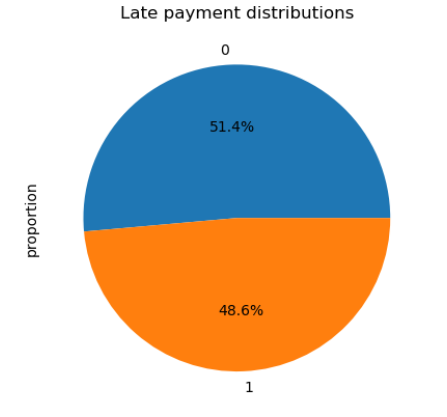 Late payment distributions
0
51.4%
proportion
48.6%
1